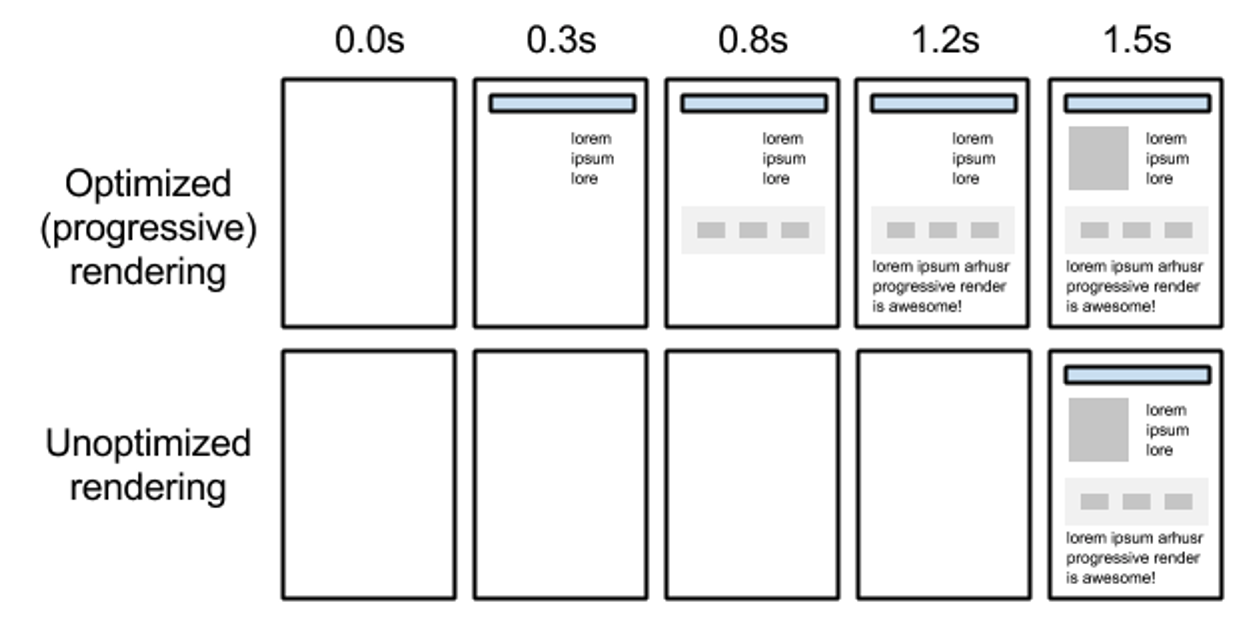 0.0s 0.3s 0.8s 1.2s 1.5s
Optimized
(progressive)
rendering
lorem
ipsum
lore
lorem
ipsum
lore
lorem
ipsum
lore
lorem ipsum arhusr
progressive render
is awesome!
lorem
ipsum
lore
lorem ipsum arhusr
progressive render
is awesome!
Unoptimized
rendering
lorem
ipsum
lore
lorem ipsum arhusr
progressive render
is awesome!